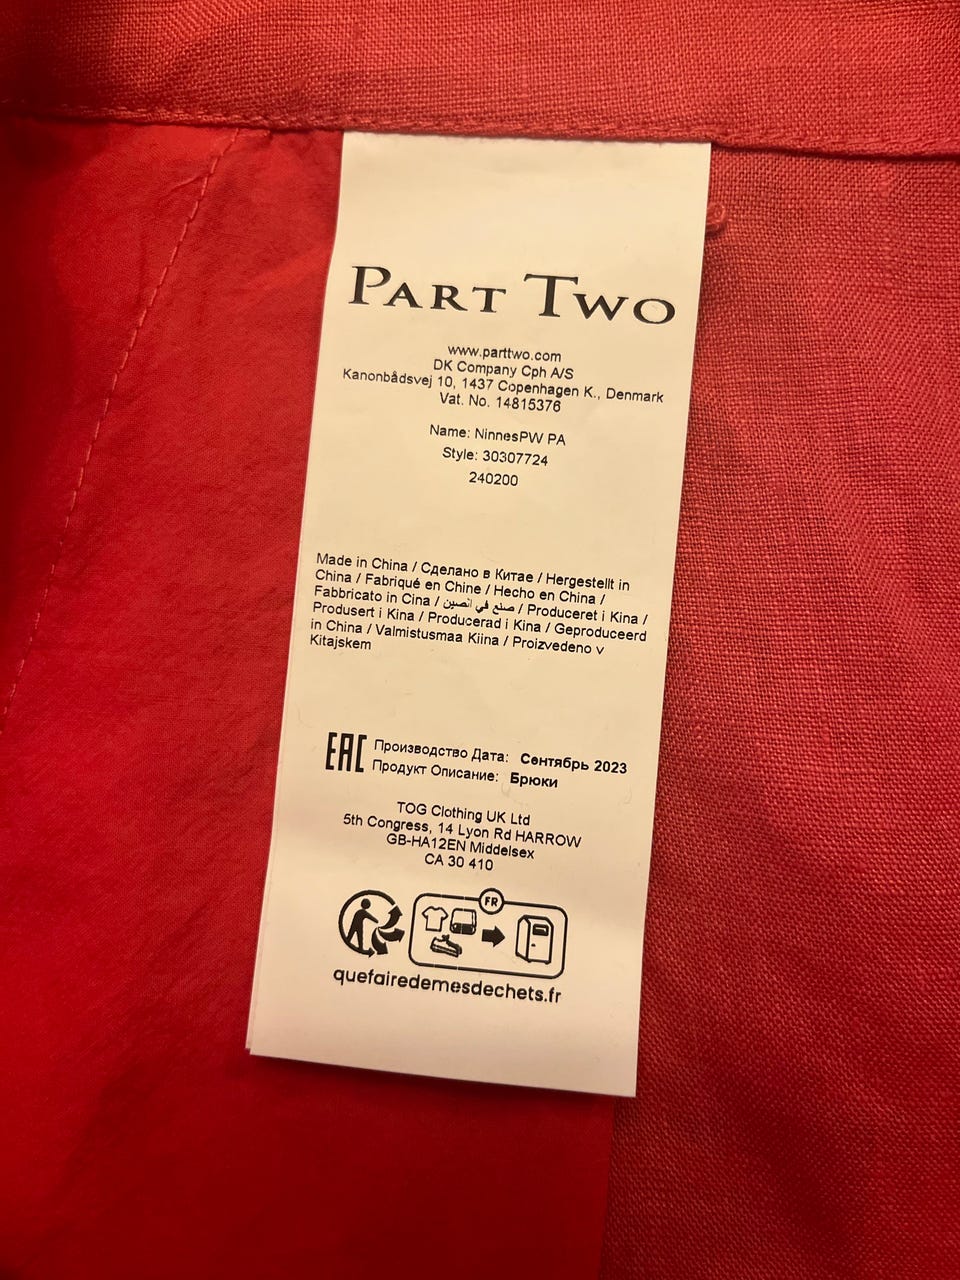 PART TWO
www.parttwo.com
DK Company Cph A/S
Kanonbådsvej 10, 1437 Copenhagen K., Denmark
Vat. No. 14815376
Name: NinnesPW PA
Style: 30307724
240200
Made in China / Сделано в Китае / Hergestellt in
China / Fabriqué en Chine / Hecho en China /
Fabbricato in Cina / صنع في انصين / Produceret i Kina /
Produsert i Kina / Producerad i Kina / Geproduceerd
in China / Valmistusmaa Kiina / Proizvedeno v
Kitajskem
EAC Производство Дата: Сентябрь 2023
Продукт Описание: Брюки
TOG Clothing UK Ltd
5th Congress, 14 Lyon Rd HARROW
GB-HA12EN Middelsex
CA 30 410
FR
quefairedemesdechets.fr